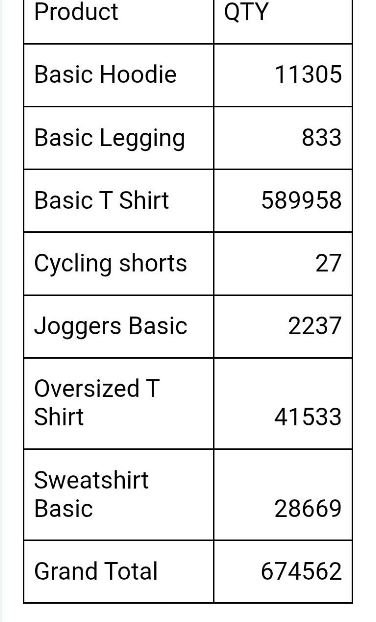 Product QTY
Basic Hoodie 11305
Basic Legging 833
Basic T Shirt 589958
Cycling shorts 27
Joggers Basic 2237
Oversized T
Shirt 41533
Sweatshirt
Basic 28669
Grand Total 674562